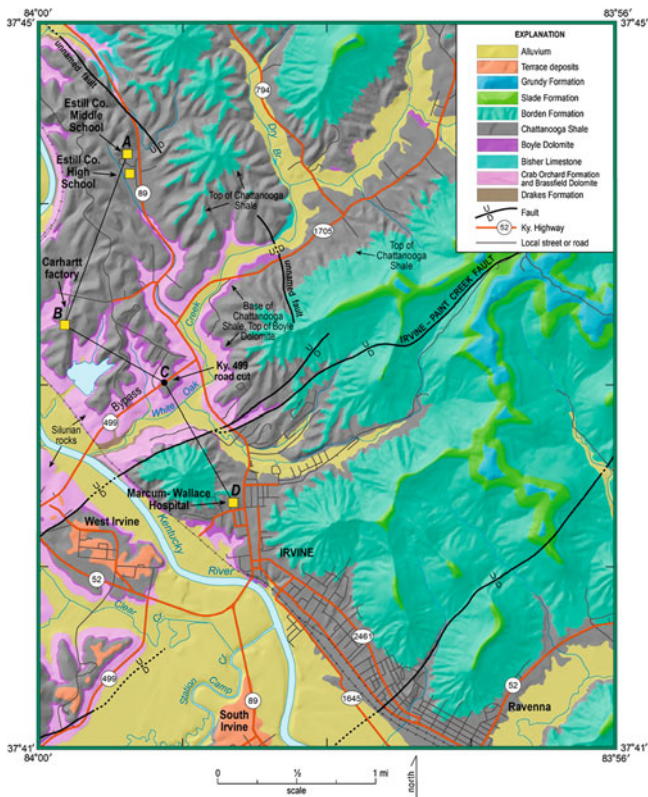 84°00'
83°56'
37°45'
37°45'
EXPLANATION
Alluvium
Terrace deposits
Grundy Formation
Slade Formation
Borden Formation
Chattanooga Shale
Boyle Dolomite
Bisher Limestone
Crab Orchard Formation
and Brassfield Dolomite
Drakes Formation
U
D
Fault
52
Ky. Highway
Local street or road
unnamed fault
U
D
Estill Co.
Middle
School
A
Estill Co.
High
School
89
794
Dry Br.
Top of Chattanooga
Shale
1705
U D
unnamed fault
Top of
Chattanooga
Shale
Carhartt
factory
B
Creek
Base of
Chattanooga
Shale, Top of Boyle
Dolomite
IRVINE - PAINT CREEK FAULT
U
D
U
D
C
Ky. 499
road cut
Bypass
499
White Oak
Silurian
rocks
U
D
Marcum-Wallace
Hospital
D
West Irvine
Kentucky
River
IRVINE
52
Clear
Cr.
U
D
2461
499
U
D
Station
Camp
Cr.
89
South
Irvine
1645
52
Ravenna
37°41'
37°41'
84°00'
83°56'
0
½
1 mi
scale
north